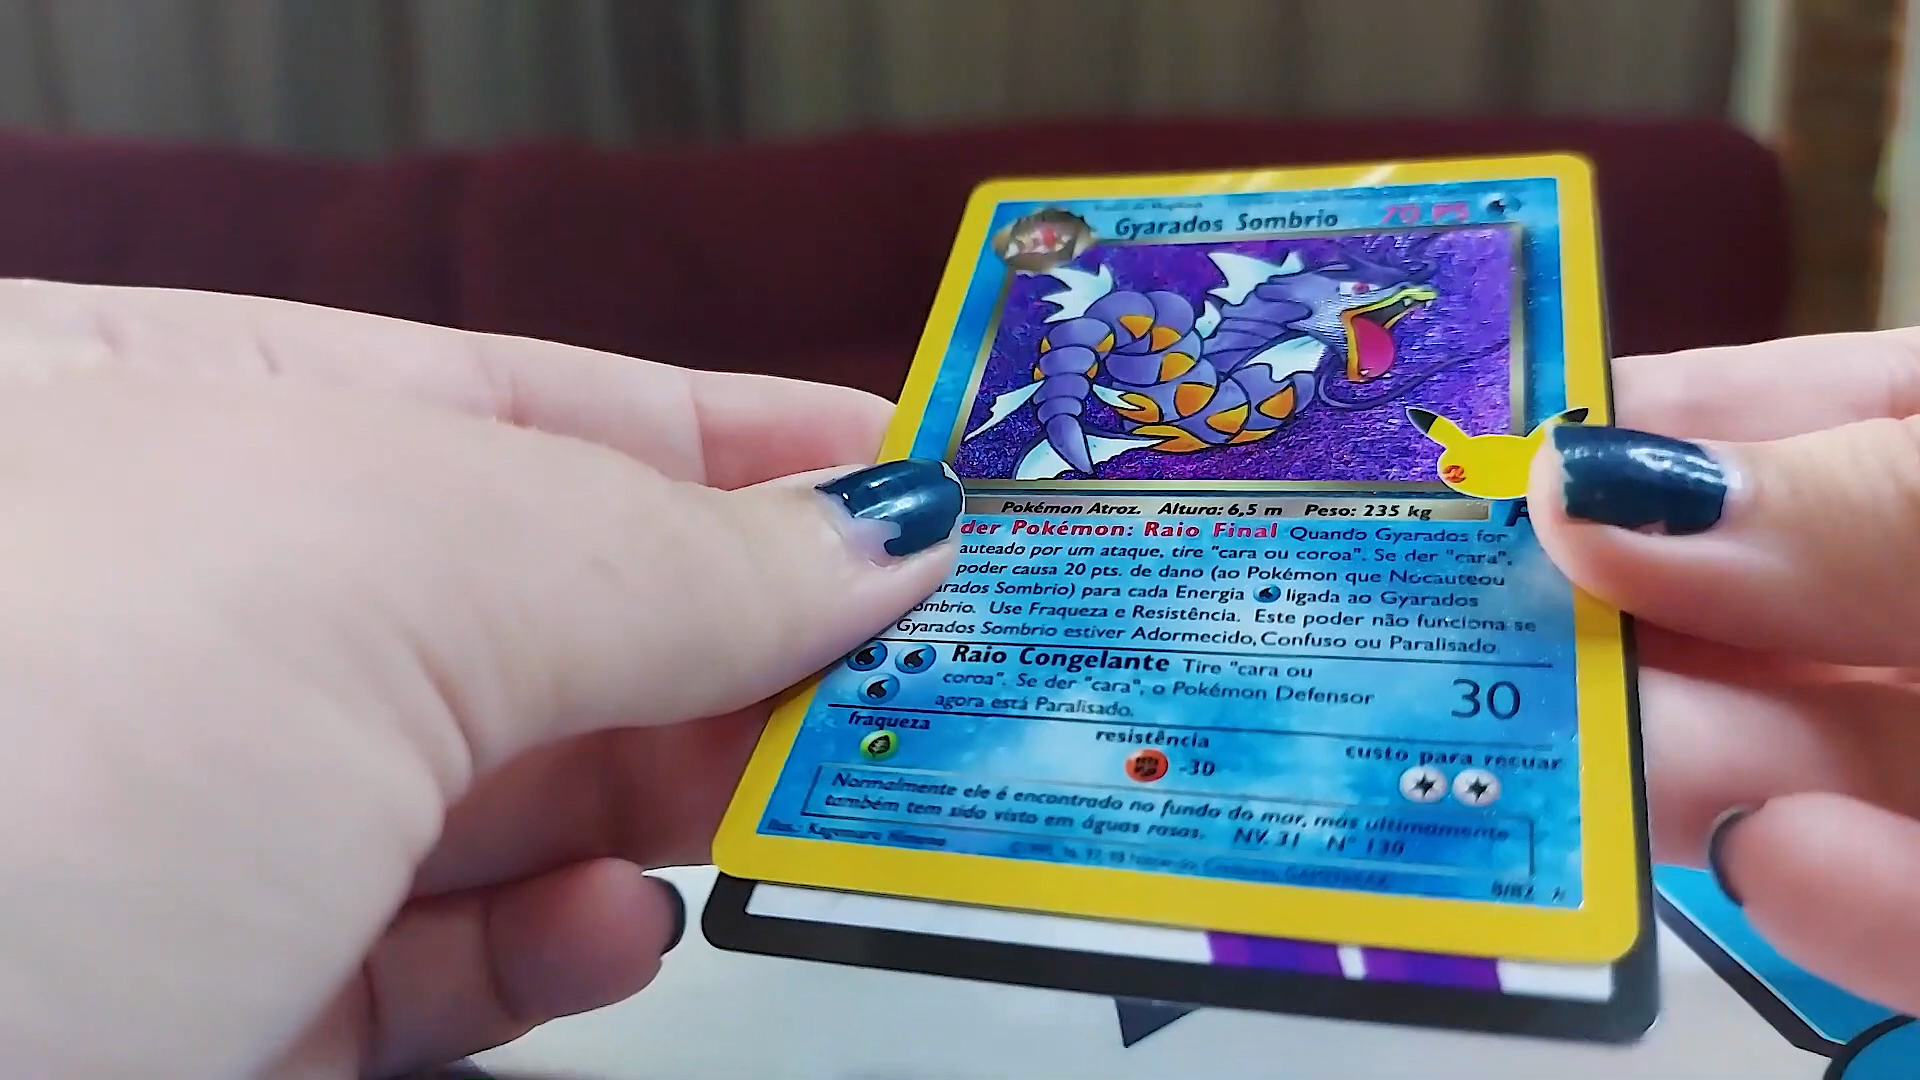 Gyarados Sombrio 70 PS
Pokémon Atroz. Altura: 6,5 m Peso: 235 kg
der Pokémon: Raio Final Quando Gyarados for
auteado por um ataque, tire "cara ou coroa". Se der "cara",
poder causa 20 pts. de dano (ao Pokémon que Nocauteou
arados Sombrio) para cada Energia ligada ao Gyarados
ombrio. Use Fraqueza e Resistência. Este poder não funciona se
Gyarados Sombrio estiver Adormecido, Confuso ou Paralisado.
Raio Congelante Tire "cara ou
coroa". Se der "cara", o Pokémon Defensor
agora está Paralisado.
30
fraqueza
resistência
-30
custo para recuar
Normalmente ele é encontrado no fundo do mar, mas ultimamente
também tem sido visto em águas rasas. NV. 31 Nº 130
Ilus.: Kagemaru Himeno
8/82